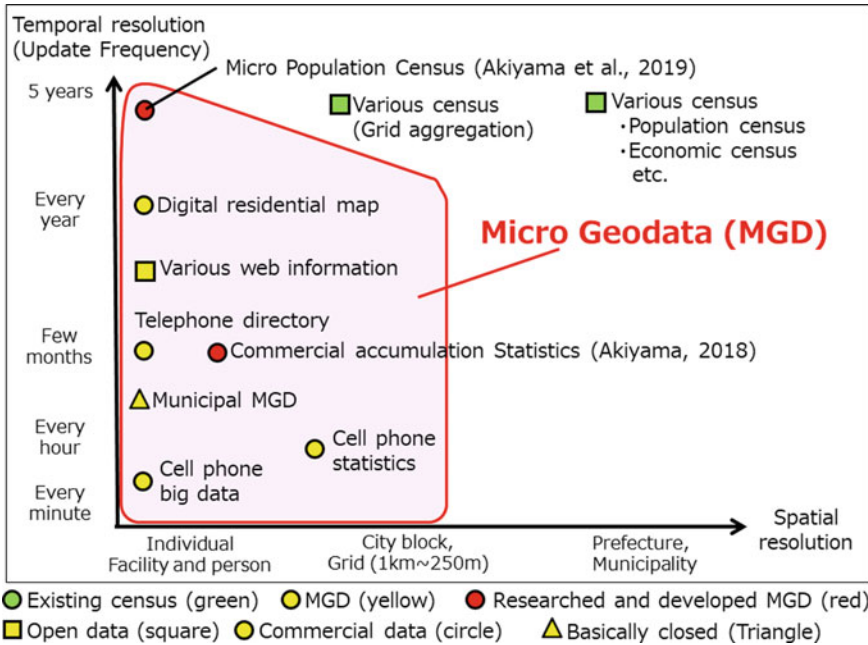 Temporal resolution
(Update Frequency)
Micro Population Census (Akiyama et al., 2019)
5 years
Various census
(Grid aggregation)
Various census
・Population census
・Economic census
etc.
Every
year
Digital residential map
Micro Geodata (MGD)
Various web information
Telephone directory
Few
months
Commercial accumulation Statistics (Akiyama, 2018)
Municipal MGD
Every
hour
Cell phone
statistics
Cell phone
big data
Every
minute
Spatial
resolution
Individual
Facility and person
City block,
Grid (1km~250m)
Prefecture,
Municipality
Existing census (green)
MGD (yellow)
Researched and developed MGD (red)
Open data (square)
Commercial data (circle)
Basically closed (Triangle)